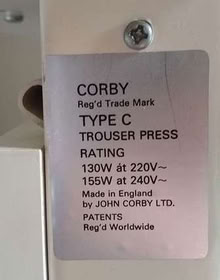 CORBY
Reg'd Trade Mark
TYPE C
TROUSER PRESS
RATING
130W át 220V~
155W at 240V~
Made in England
by JOHN CORBY LTD.
PATENTS
Reg'd Worldwide